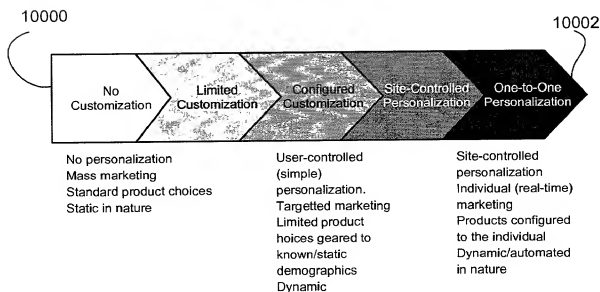 10000
10002
No
Customization
Limited
Customization
Configured
Customization
Site-Controlled
Personalization
One-to-One
Personalization
No personalization
Mass marketing
Standard product choices
Static in nature
User-controlled
(simple)
personalization.
Targetted marketing
Limited product
hoices geared to
known/static
demographics
Dynamic
Site-controlled
personalization
Individual (real-time)
marketing
Products configured
to the individual
Dynamic/automated
in nature